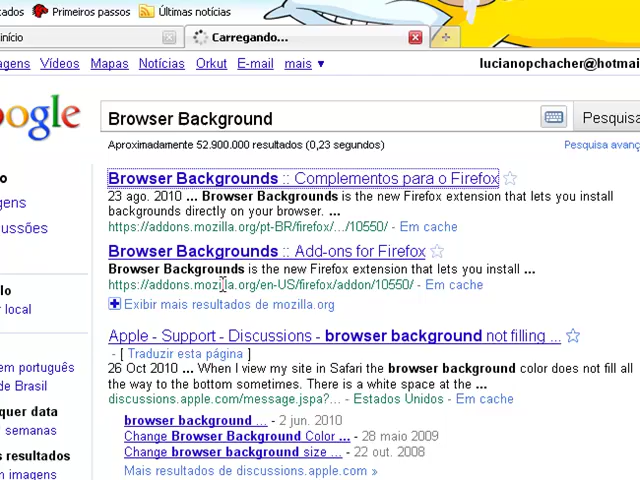 destaques Primeiros passos Últimas notícias
início Carregando...
agens Vídeos Mapas Notícias Orkut E-mail mais ▼ lucianopchacher@hotmai
oogle Browser Background Pesquisa
Aproximadamente 52.900.000 resultados (0,23 segundos) Pesquisa avanç
o
gens
ussões
lo
r local
em português
de Brasil
quer data
semanas
s resultados
m imagens
Browser Backgrounds :: Complementos para o Firefox
23 ago. 2010 ... Browser Backgrounds is the new Firefox extension that lets you install
backgrounds directly on your browser. ...
https://addons.mozilla.org/pt-BR/firefox/.../10550/ - Em cache
Browser Backgrounds :: Add-ons for Firefox
Browser Backgrounds is the new Firefox extension that lets you install ...
https://addons.mozilla.org/en-US/firefox/addon/10550/ - Em cache
Exibir mais resultados de mozilla.org
Apple - Support - Discussions - browser background not filling ...
- [ Traduzir esta página ]
26 Oct 2010 ... When I view my site in Safari the browser background color does not fill all
the way to the bottom sometimes. There is a white space at the ...
discussions.apple.com/message.jspa?... - Estados Unidos - Em cache
browser background ... - 2 jun. 2010
Change Browser Background Color ... - 28 maio 2009
Change browser background size ... - 22 out. 2008
Mais resultados de discussions.apple.com »